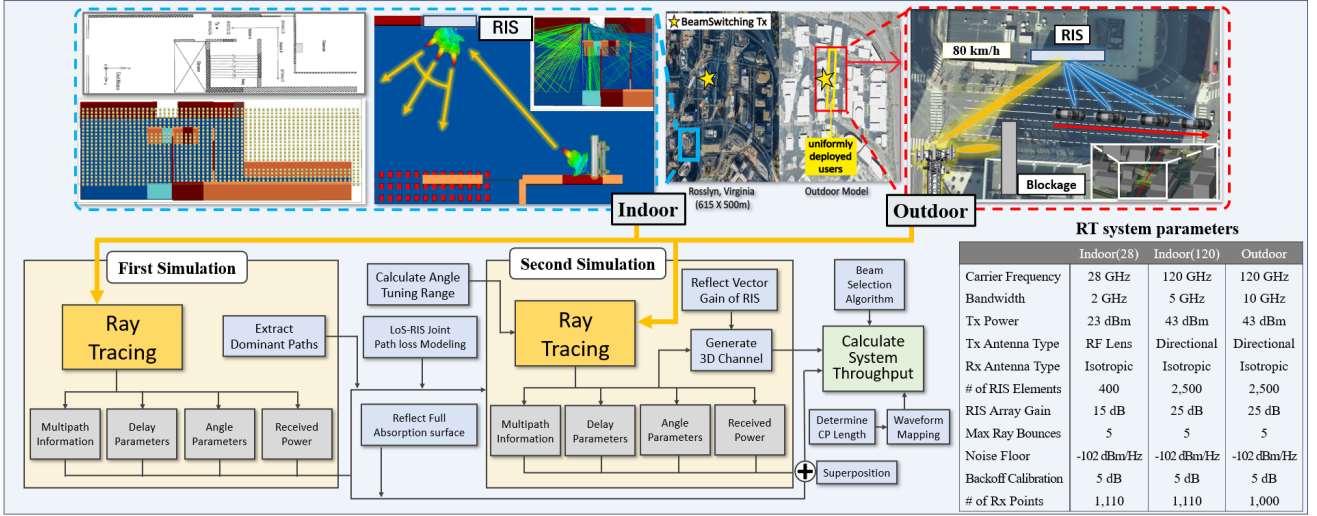 RIS
BeamSwitching Tx
uniformly
deployed
users
Rosslyn, Virginia
(615 X 500m)
Outdoor Model
80 km/h
RIS
Blockage
Indoor
Outdoor
First Simulation
Ray
Tracing
Extract
Dominant Paths
Multipath
Information
Delay
Parameters
Angle
Parameters
Received
Power
Calculate Angle
Tuning Range
LoS-RIS Joint
Path loss Modeling
Reflect Full
Absorption surface
Second Simulation
Ray
Tracing
Reflect Vector
Gain of RIS
Generate
3D Channel
Multipath
Information
Delay
Parameters
Angle
Parameters
Received
Power
Beam
Selection
Algorithm
Calculate
System
Throughput
Determine
CP Length
Waveform
Mapping
+
Superposition
RT system parameters
Indoor(28) Indoor(120) Outdoor
Carrier Frequency 28 GHz 120 GHz 120 GHz
Bandwidth 2 GHz 5 GHz 10 GHz
Tx Power 23 dBm 43 dBm 43 dBm
Tx Antenna Type RF Lens Directional Directional
Rx Antenna Type Isotropic Isotropic Isotropic
# of RIS Elements 400 2,500 2,500
RIS Array Gain 15 dB 25 dB 25 dB
Max Ray Bounces 5 5 5
Noise Floor -102 dBm/Hz -102 dBm/Hz -102 dBm/Hz
Backoff Calibration 5 dB 5 dB 5 dB
# of Rx Points 1,110 1,110 1,000